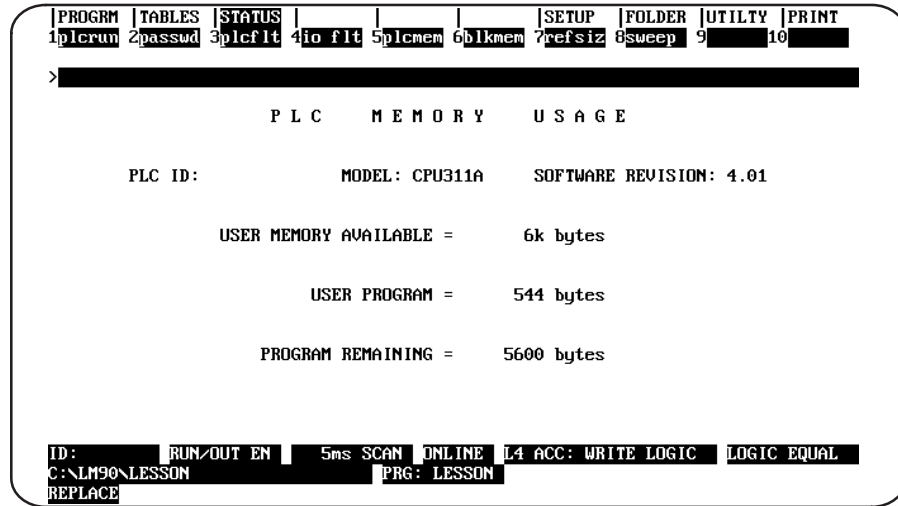 |PROGRM |TABLES |STATUS | | | |SETUP |FOLDER |UTILTY |PRINT
1plcrun 2passwd 3plcflt 4io flt 5plcmem 6blkmem 7refsiz 8sweep 9 10
>
P L C M E M O R Y U S A G E
PLC ID: MODEL: CPU311A SOFTWARE REVISION: 4.01
USER MEMORY AVAILABLE = 6k bytes
USER PROGRAM = 544 bytes
PROGRAM REMAINING = 5600 bytes
ID: RUN/OUT EN 5ms SCAN ONLINE L4 ACC: WRITE LOGIC LOGIC EQUAL
C:\LM90\LESSON PRG: LESSON
REPLACE